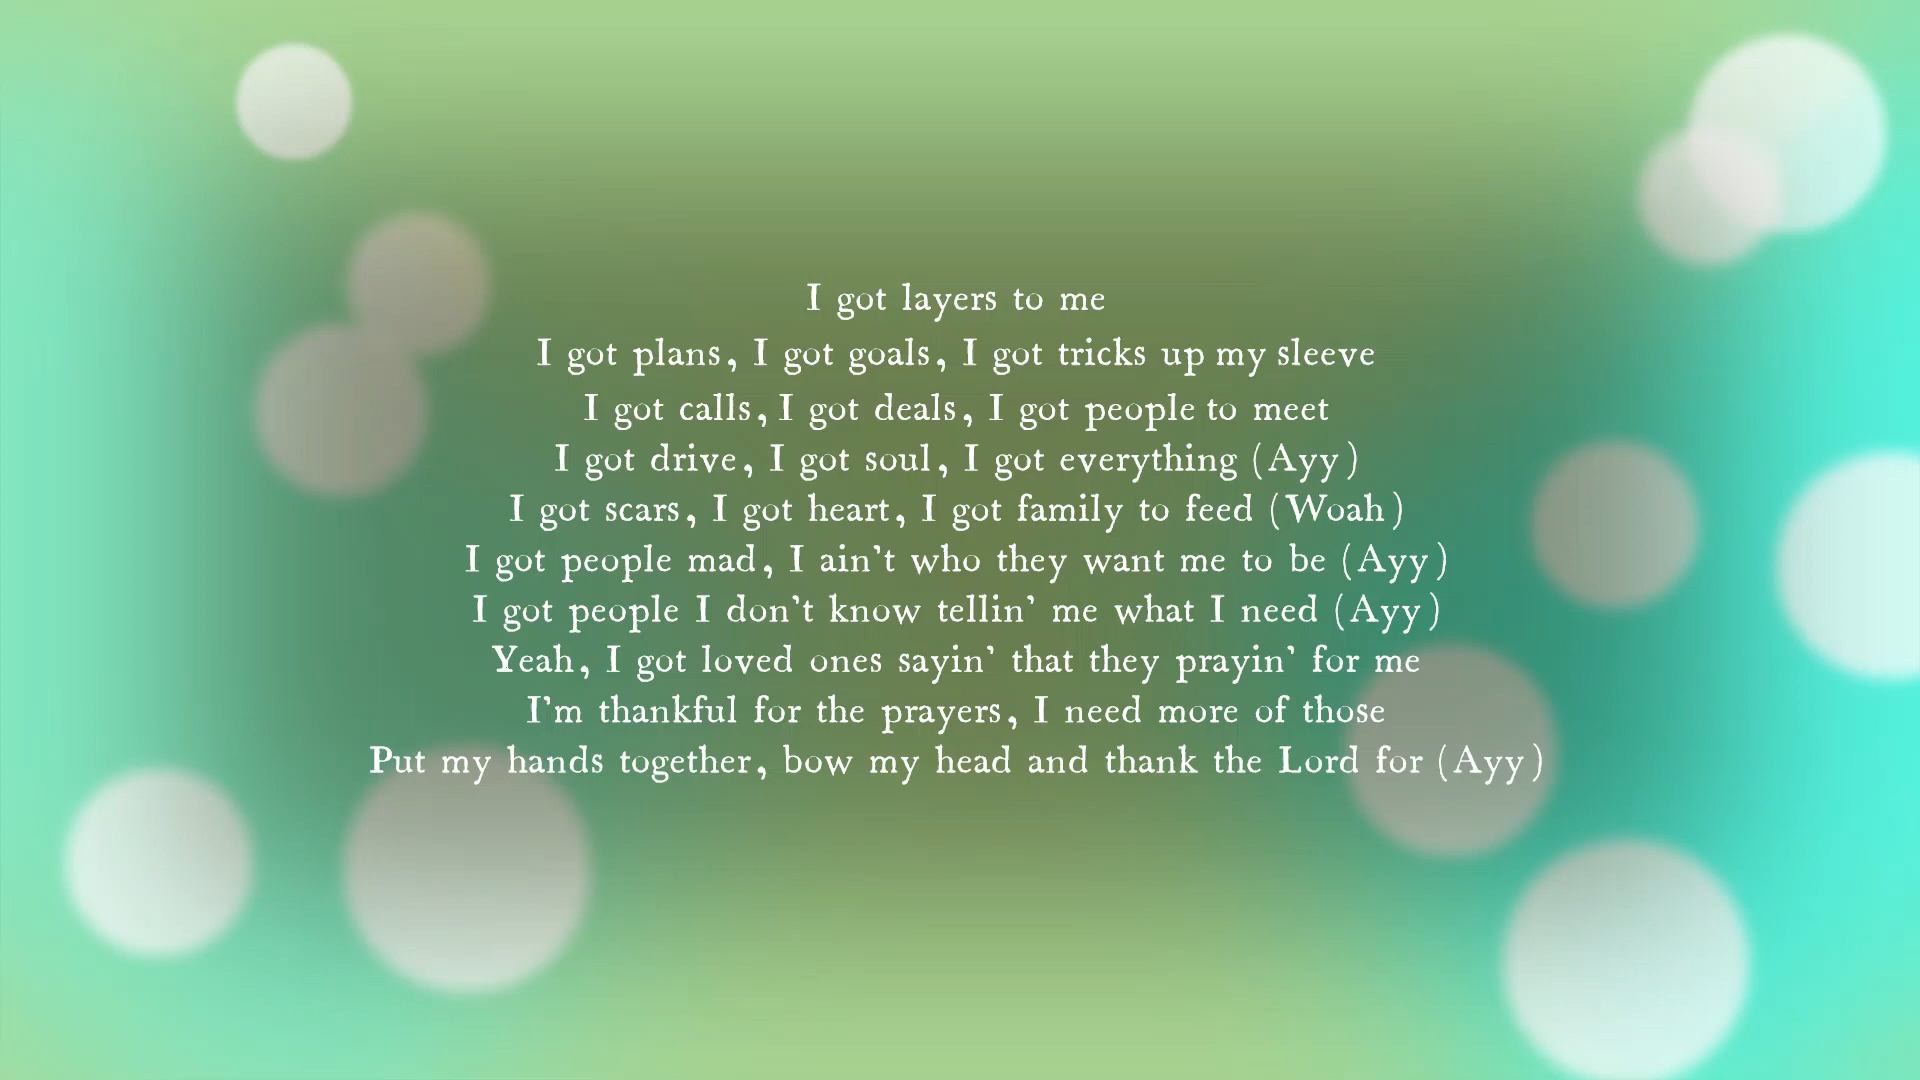 I got layers to me
I got plans, I got goals, I got tricks up my sleeve
I got calls, I got deals, I got people to meet
I got drive, I got soul, I got everything (Ayy)
I got scars, I got heart, I got family to feed (Woah)
I got people mad, I ain't who they want me to be (Ayy)
I got people I don't know tellin' me what I need (Ayy)
Yeah, I got loved ones sayin' that they prayin' for me
I'm thankful for the prayers, I need more of those
Put my hands together, bow my head and thank the Lord for (Ayy)